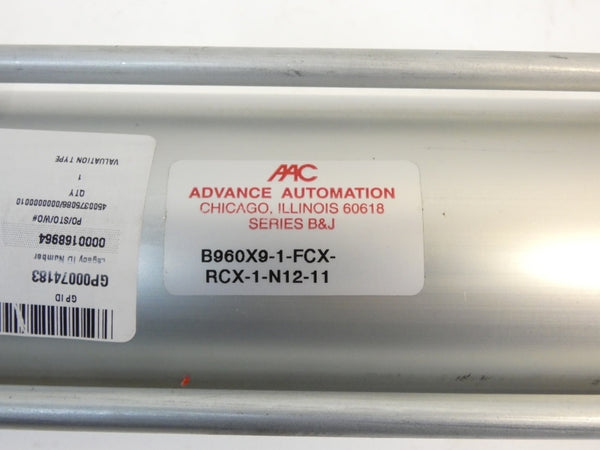 AAC
ADVANCE AUTOMATION
CHICAGO, ILLINOIS 60618
SERIES B&J
B960X9-1-FCX-
RCX-1-N12-11
GP ID
GP00074183
Legacy ID Number
0000168964
PO/STO/WO#
4500375086/0000000010
QTY
1
VALUATION TYPE